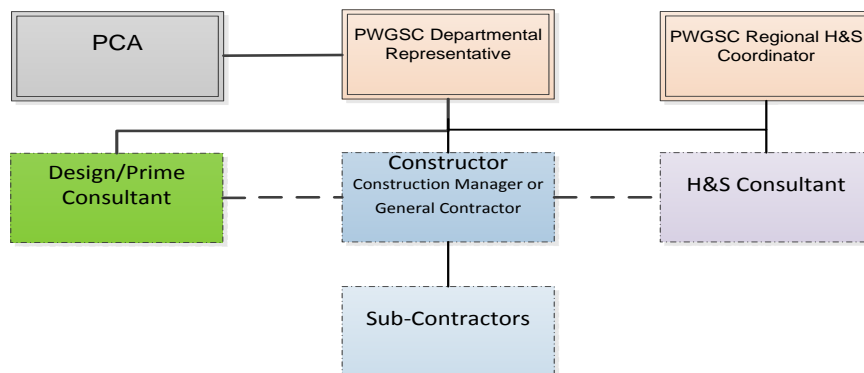 PCA
PWGSC Departmental
Representative
PWGSC Regional H&S
Coordinator
Design/Prime
Consultant
Constructor
Construction Manager or
General Contractor
H&S Consultant
Sub-Contractors